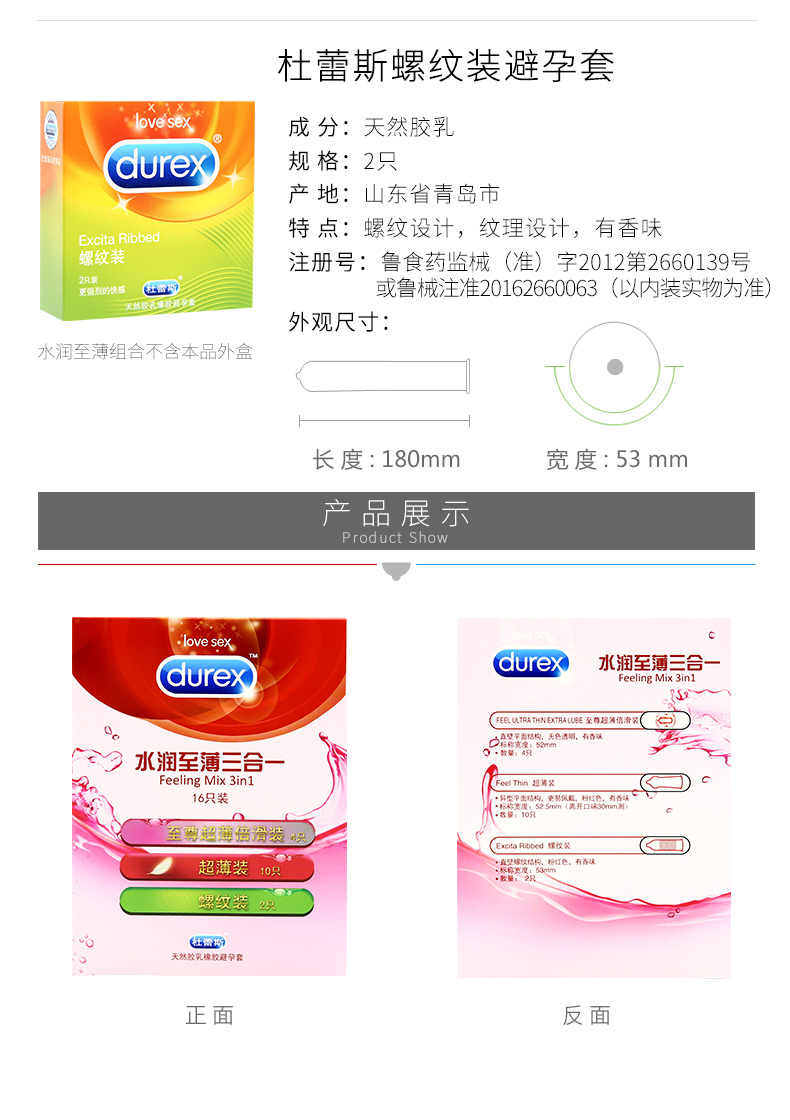 杜蕾斯螺纹装避孕套
love sex
durex®
Excita Ribbed
螺纹装
2只装
更强烈的快感
杜蕾斯®
天然胶乳橡胶避孕套
水润至薄组合不含本品外盒
成 分：天然胶乳
规 格：2只
产 地：山东省青岛市
特 点：螺纹设计，纹理设计，有香味
注册号：鲁食药监械（准）字2012第2660139号
或鲁械注准20162660063（以内装实物为准）
外观尺寸：
长 度 : 180mm
宽 度 : 53 mm
产品展示
Product Show
love sex
durex™
水润至薄三合一
Feeling Mix 3in1
16只装
至尊超薄倍滑装 4只
超薄装 10只
螺纹装 2只
杜蕾斯
天然胶乳橡胶避孕套
正 面
love sex
durex
水润至薄三合一
Feeling Mix 3in1
FEEL ULTRA THIN EXTRA LUBE 至尊超薄倍滑装
• 直壁平面结构，无色透明，有香味
• 标称宽度：52mm
• 数量：4只
Feel Thin 超薄装
• 异型平面结构，更易佩戴，粉红色，有香味
• 标称宽度：52.5mm（离开口端30mm测）
• 数量：10只
Excita Ribbed 螺纹装
• 直壁螺纹结构，粉红色，有香味
• 标称宽度：53mm
• 数量：2只
反 面